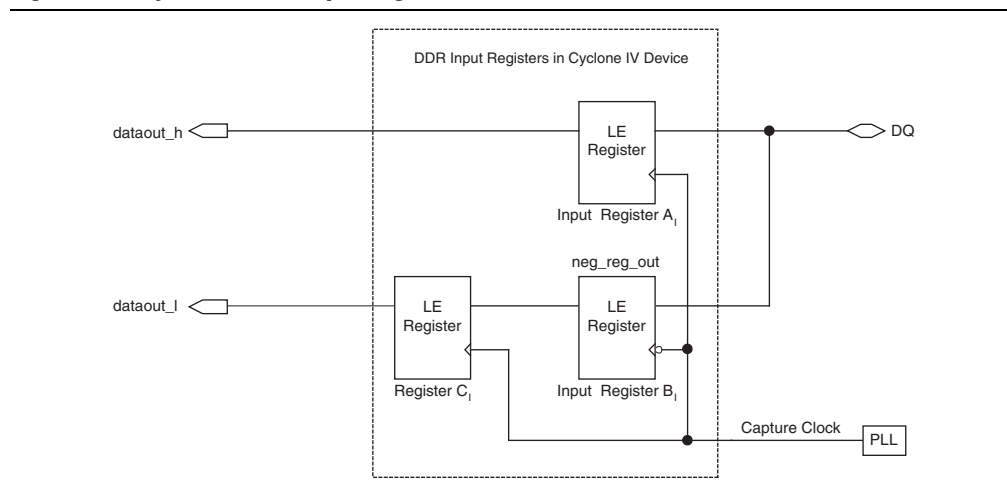 DDR Input Registers in Cyclone IV Device
dataout_h
LE
Register
DQ
Input Register A_I
neg_reg_out
dataout_l
LE
Register
LE
Register
Register C_I
Input Register B_I
Capture Clock
PLL